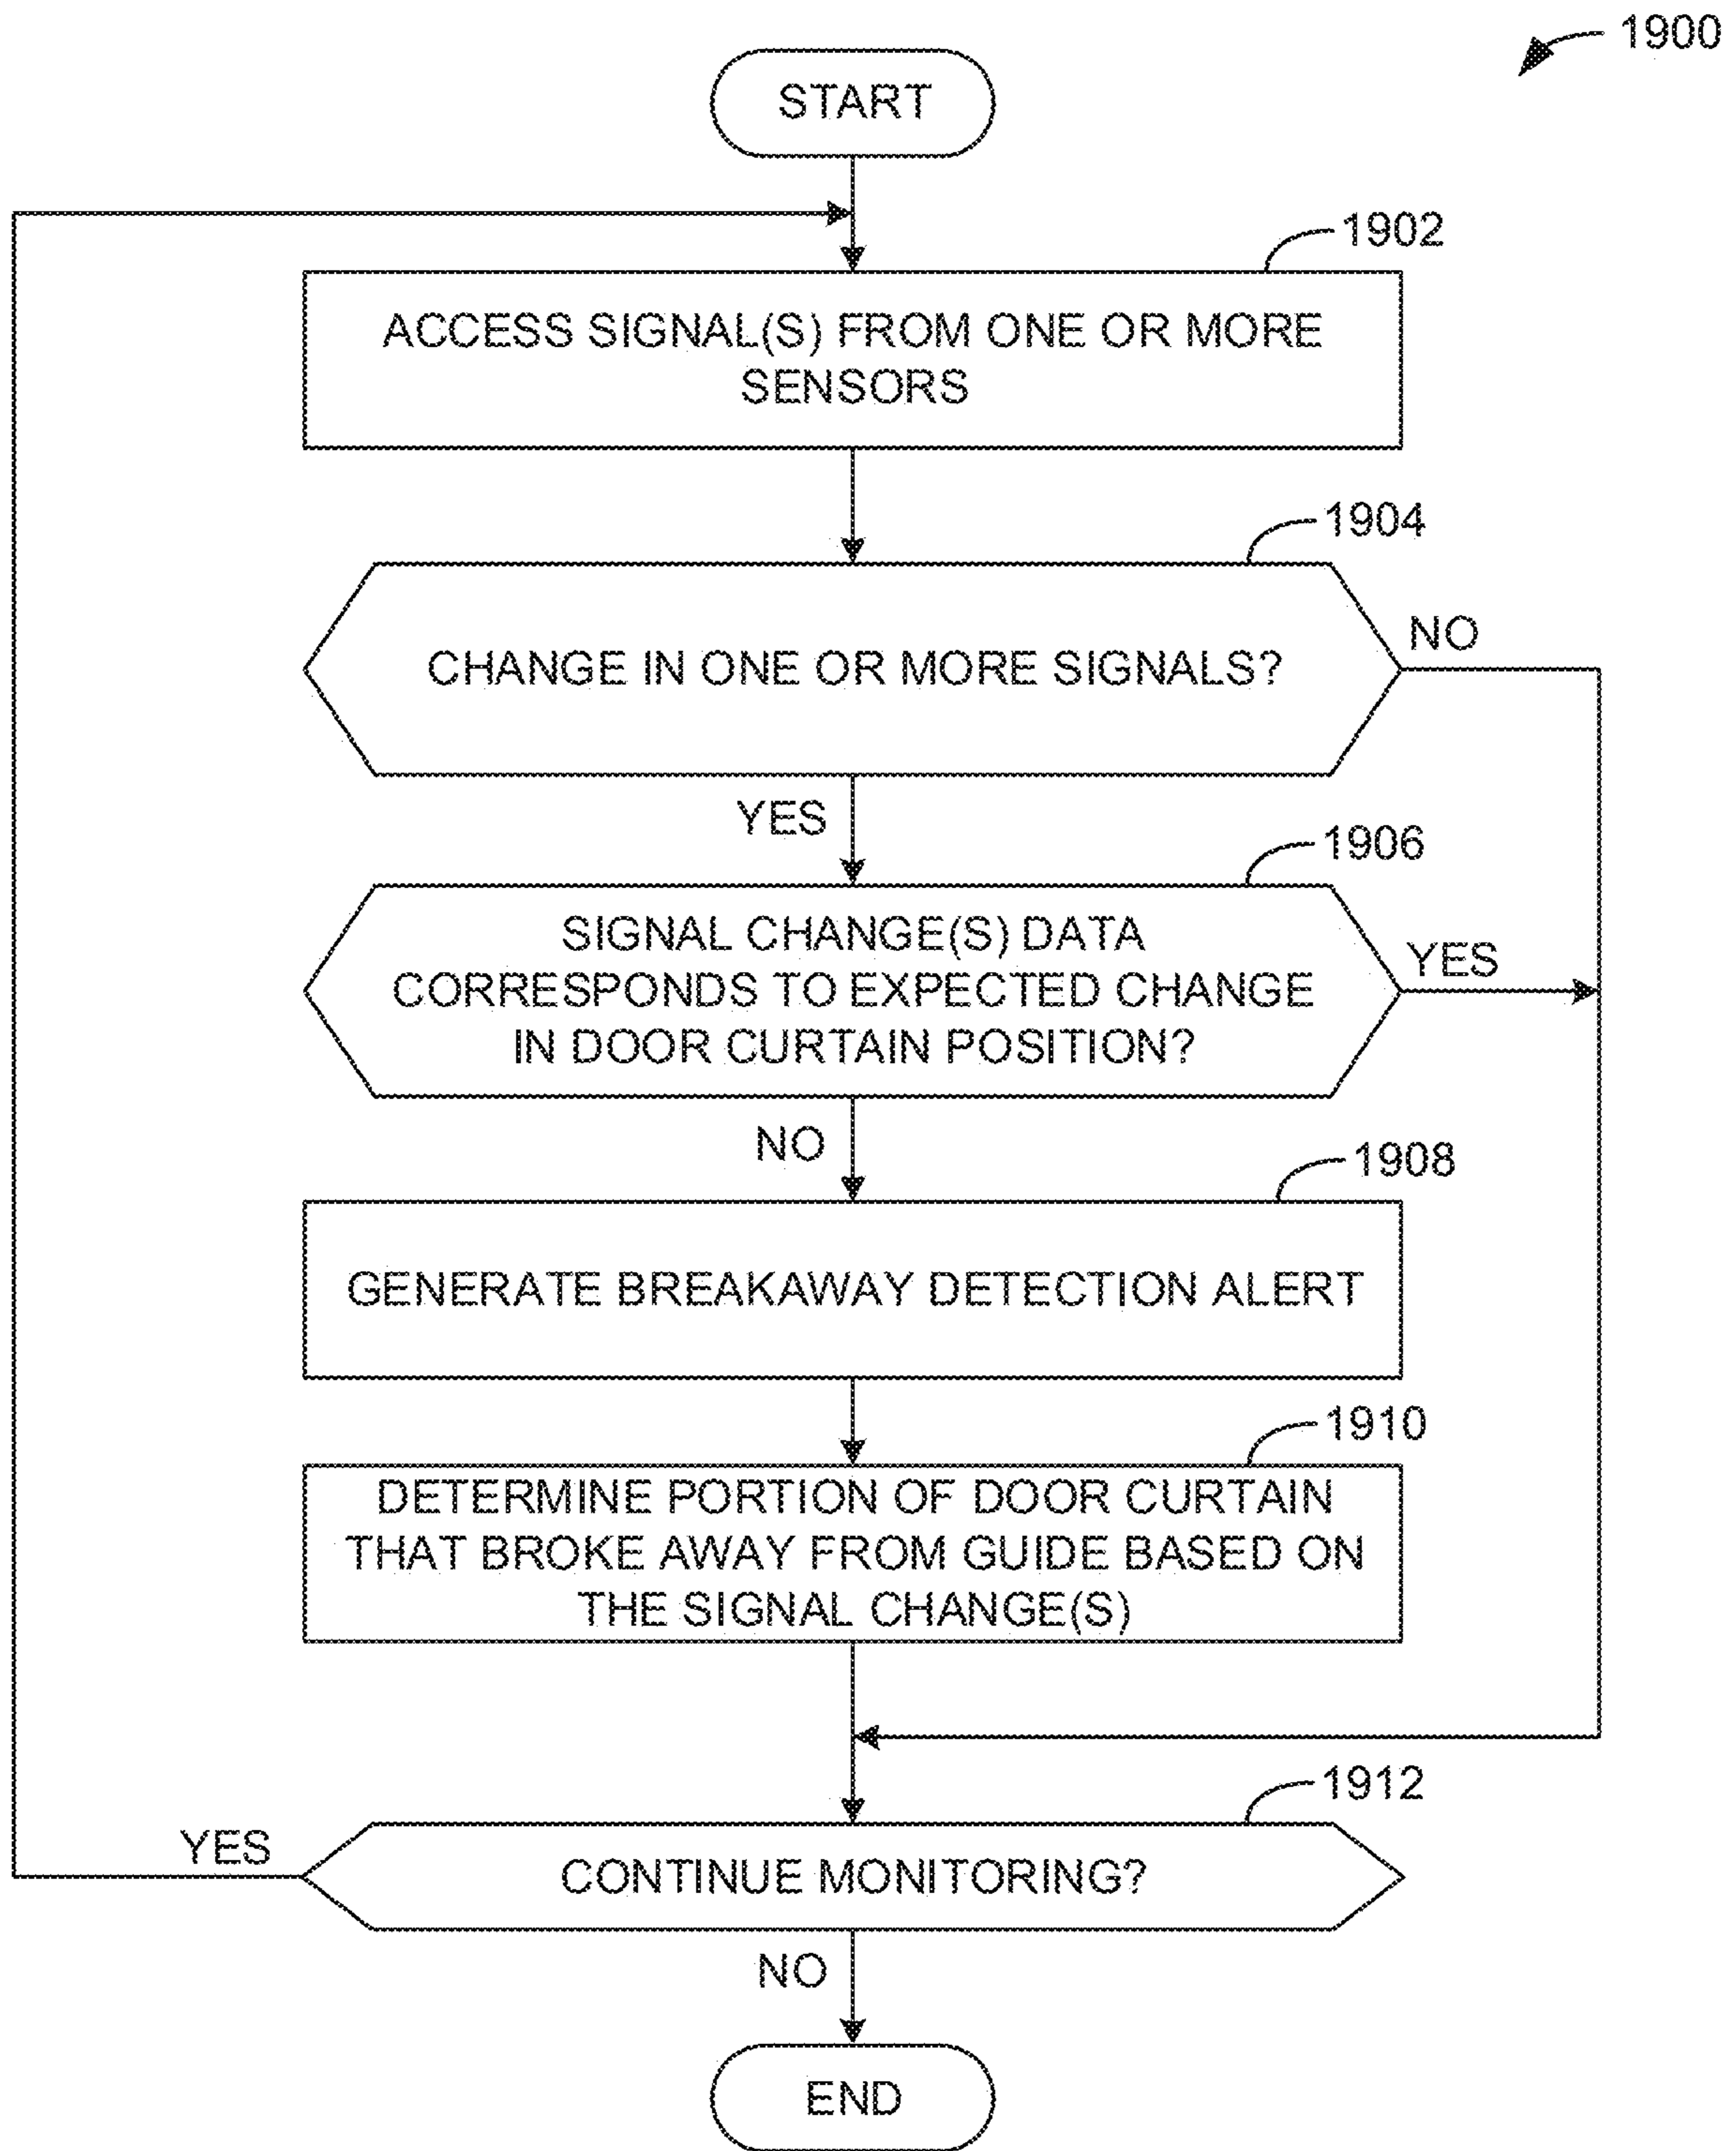 1900
START
1902
ACCESS SIGNAL(S) FROM ONE OR MORE
SENSORS
1904
CHANGE IN ONE OR MORE SIGNALS?
NO
YES
1906
SIGNAL CHANGE(S) DATA
CORRESPONDS TO EXPECTED CHANGE
IN DOOR CURTAIN POSITION?
YES
NO
1908
GENERATE BREAKAWAY DETECTION ALERT
1910
DETERMINE PORTION OF DOOR CURTAIN
THAT BROKE AWAY FROM GUIDE BASED ON
THE SIGNAL CHANGE(S)
1912
YES
CONTINUE MONITORING?
NO
END